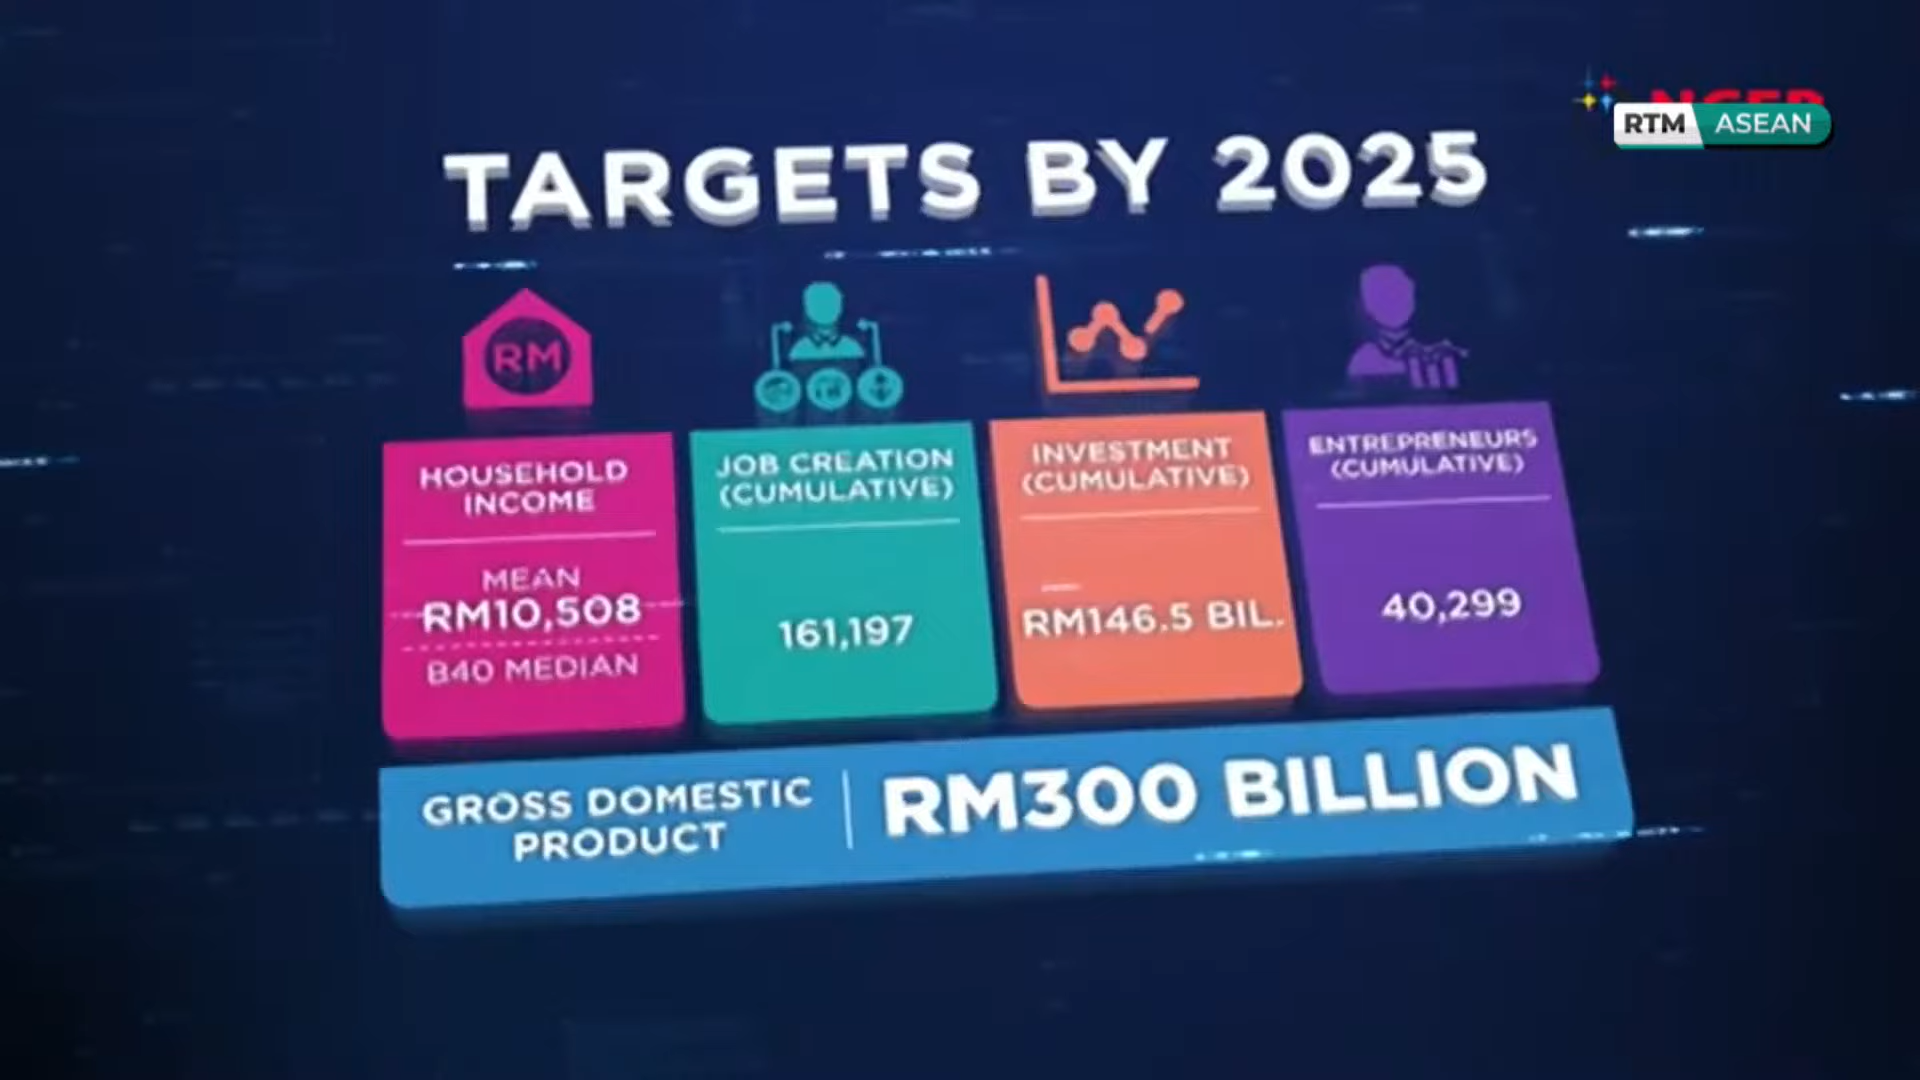 RTM ASEAN
TARGETS BY 2025
RM
HOUSEHOLD
INCOME
MEAN
RM10,508
B40 MEDIAN
JOB CREATION
(CUMULATIVE)
161,197
INVESTMENT
(CUMULATIVE)
RM146.5 BIL.
ENTREPRENEURS
(CUMULATIVE)
40,299
GROSS DOMESTIC
PRODUCT
RM300 BILLION